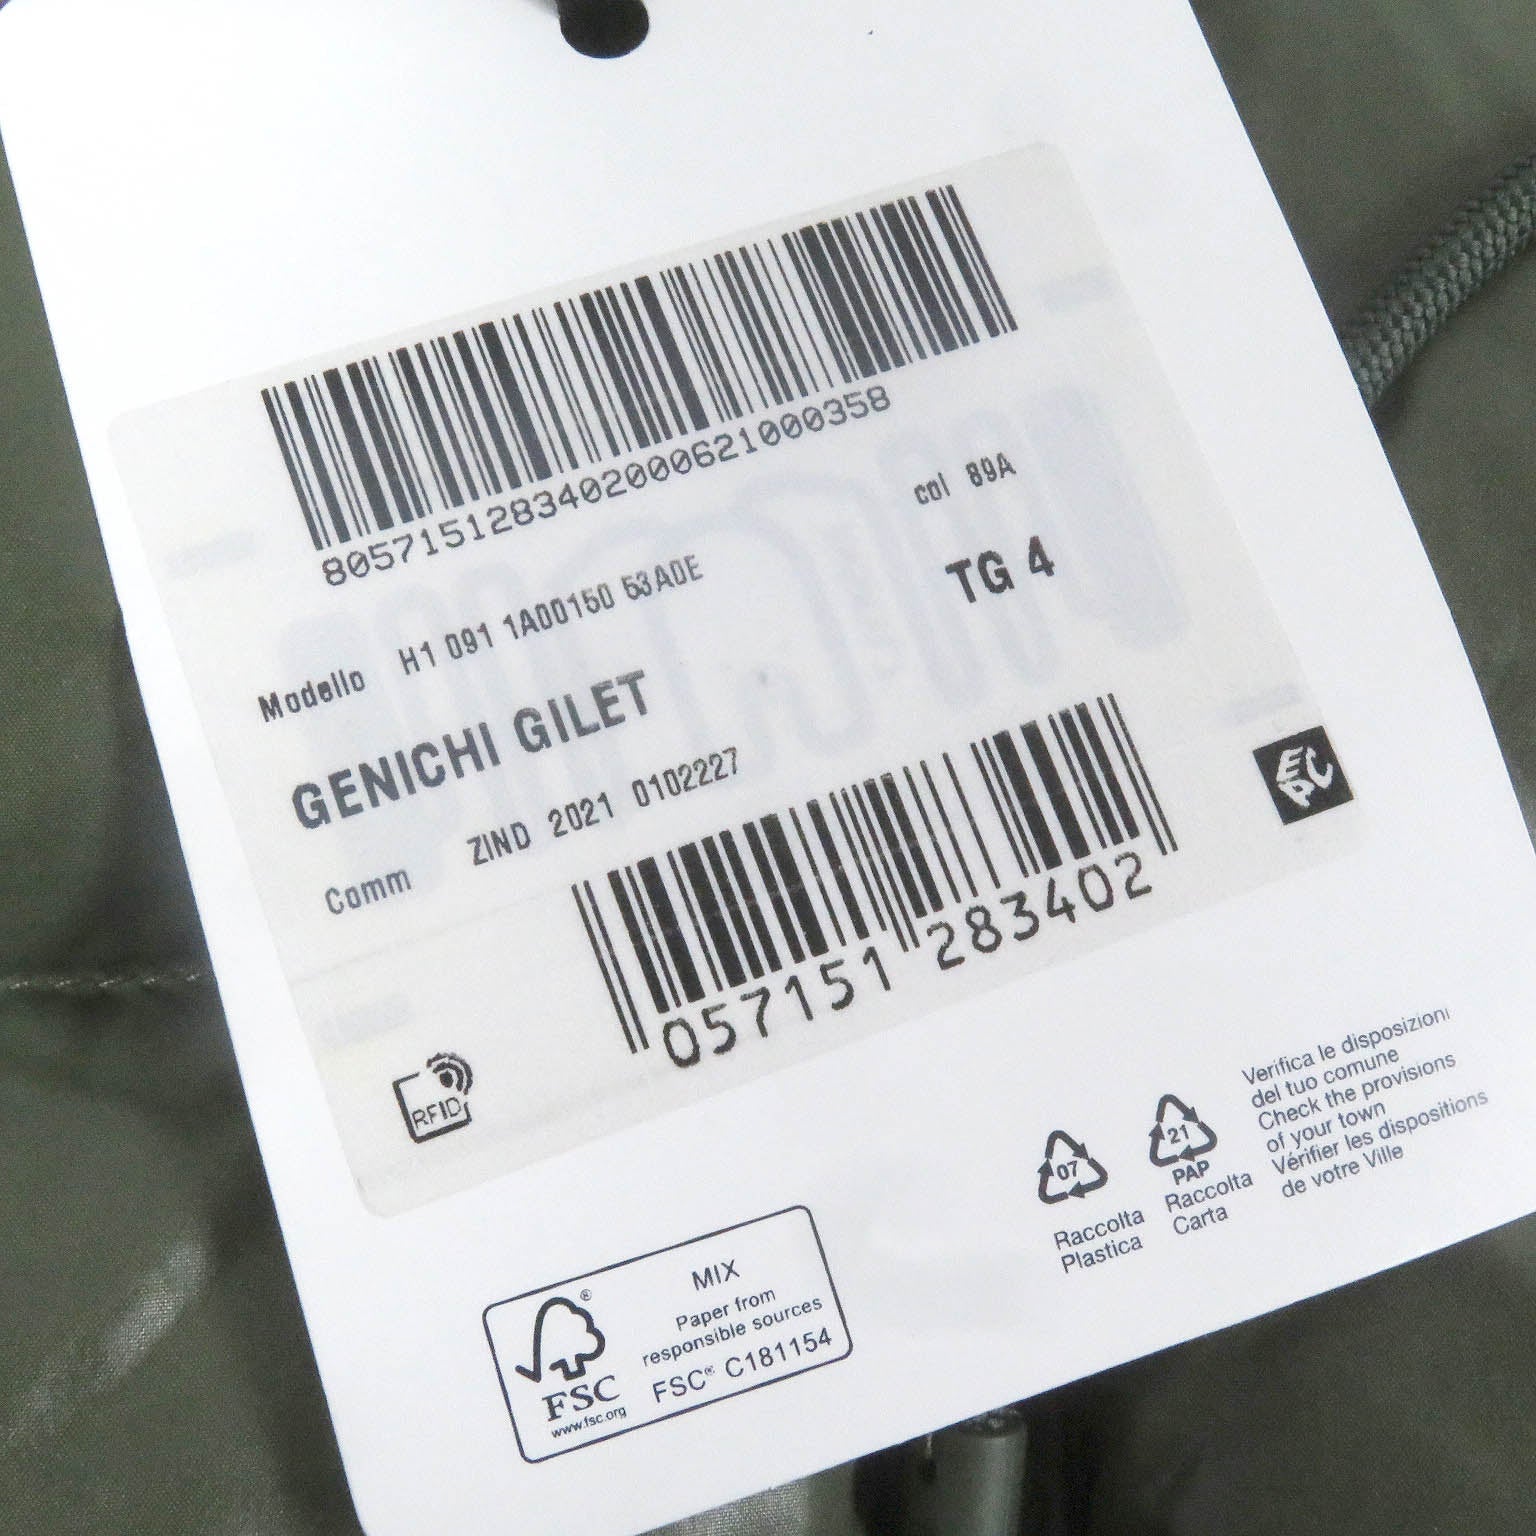 8057151283402000621000358
col 89A
Modello H1 091 1A00150 53A0E
TG 4
GENICHI GILET
Comm ZIND 2021 0102227
EPC
057151 283402
RFID
07
Raccolta
Plastica
21
PAP
Raccolta
Carta
Verifica le disposizioni
del tuo comune
Check the provisions
of your town
Vérifier les dispositions
de votre Ville
FSC
www.fsc.org
MIX
Paper from
responsible sources
FSC® C181154